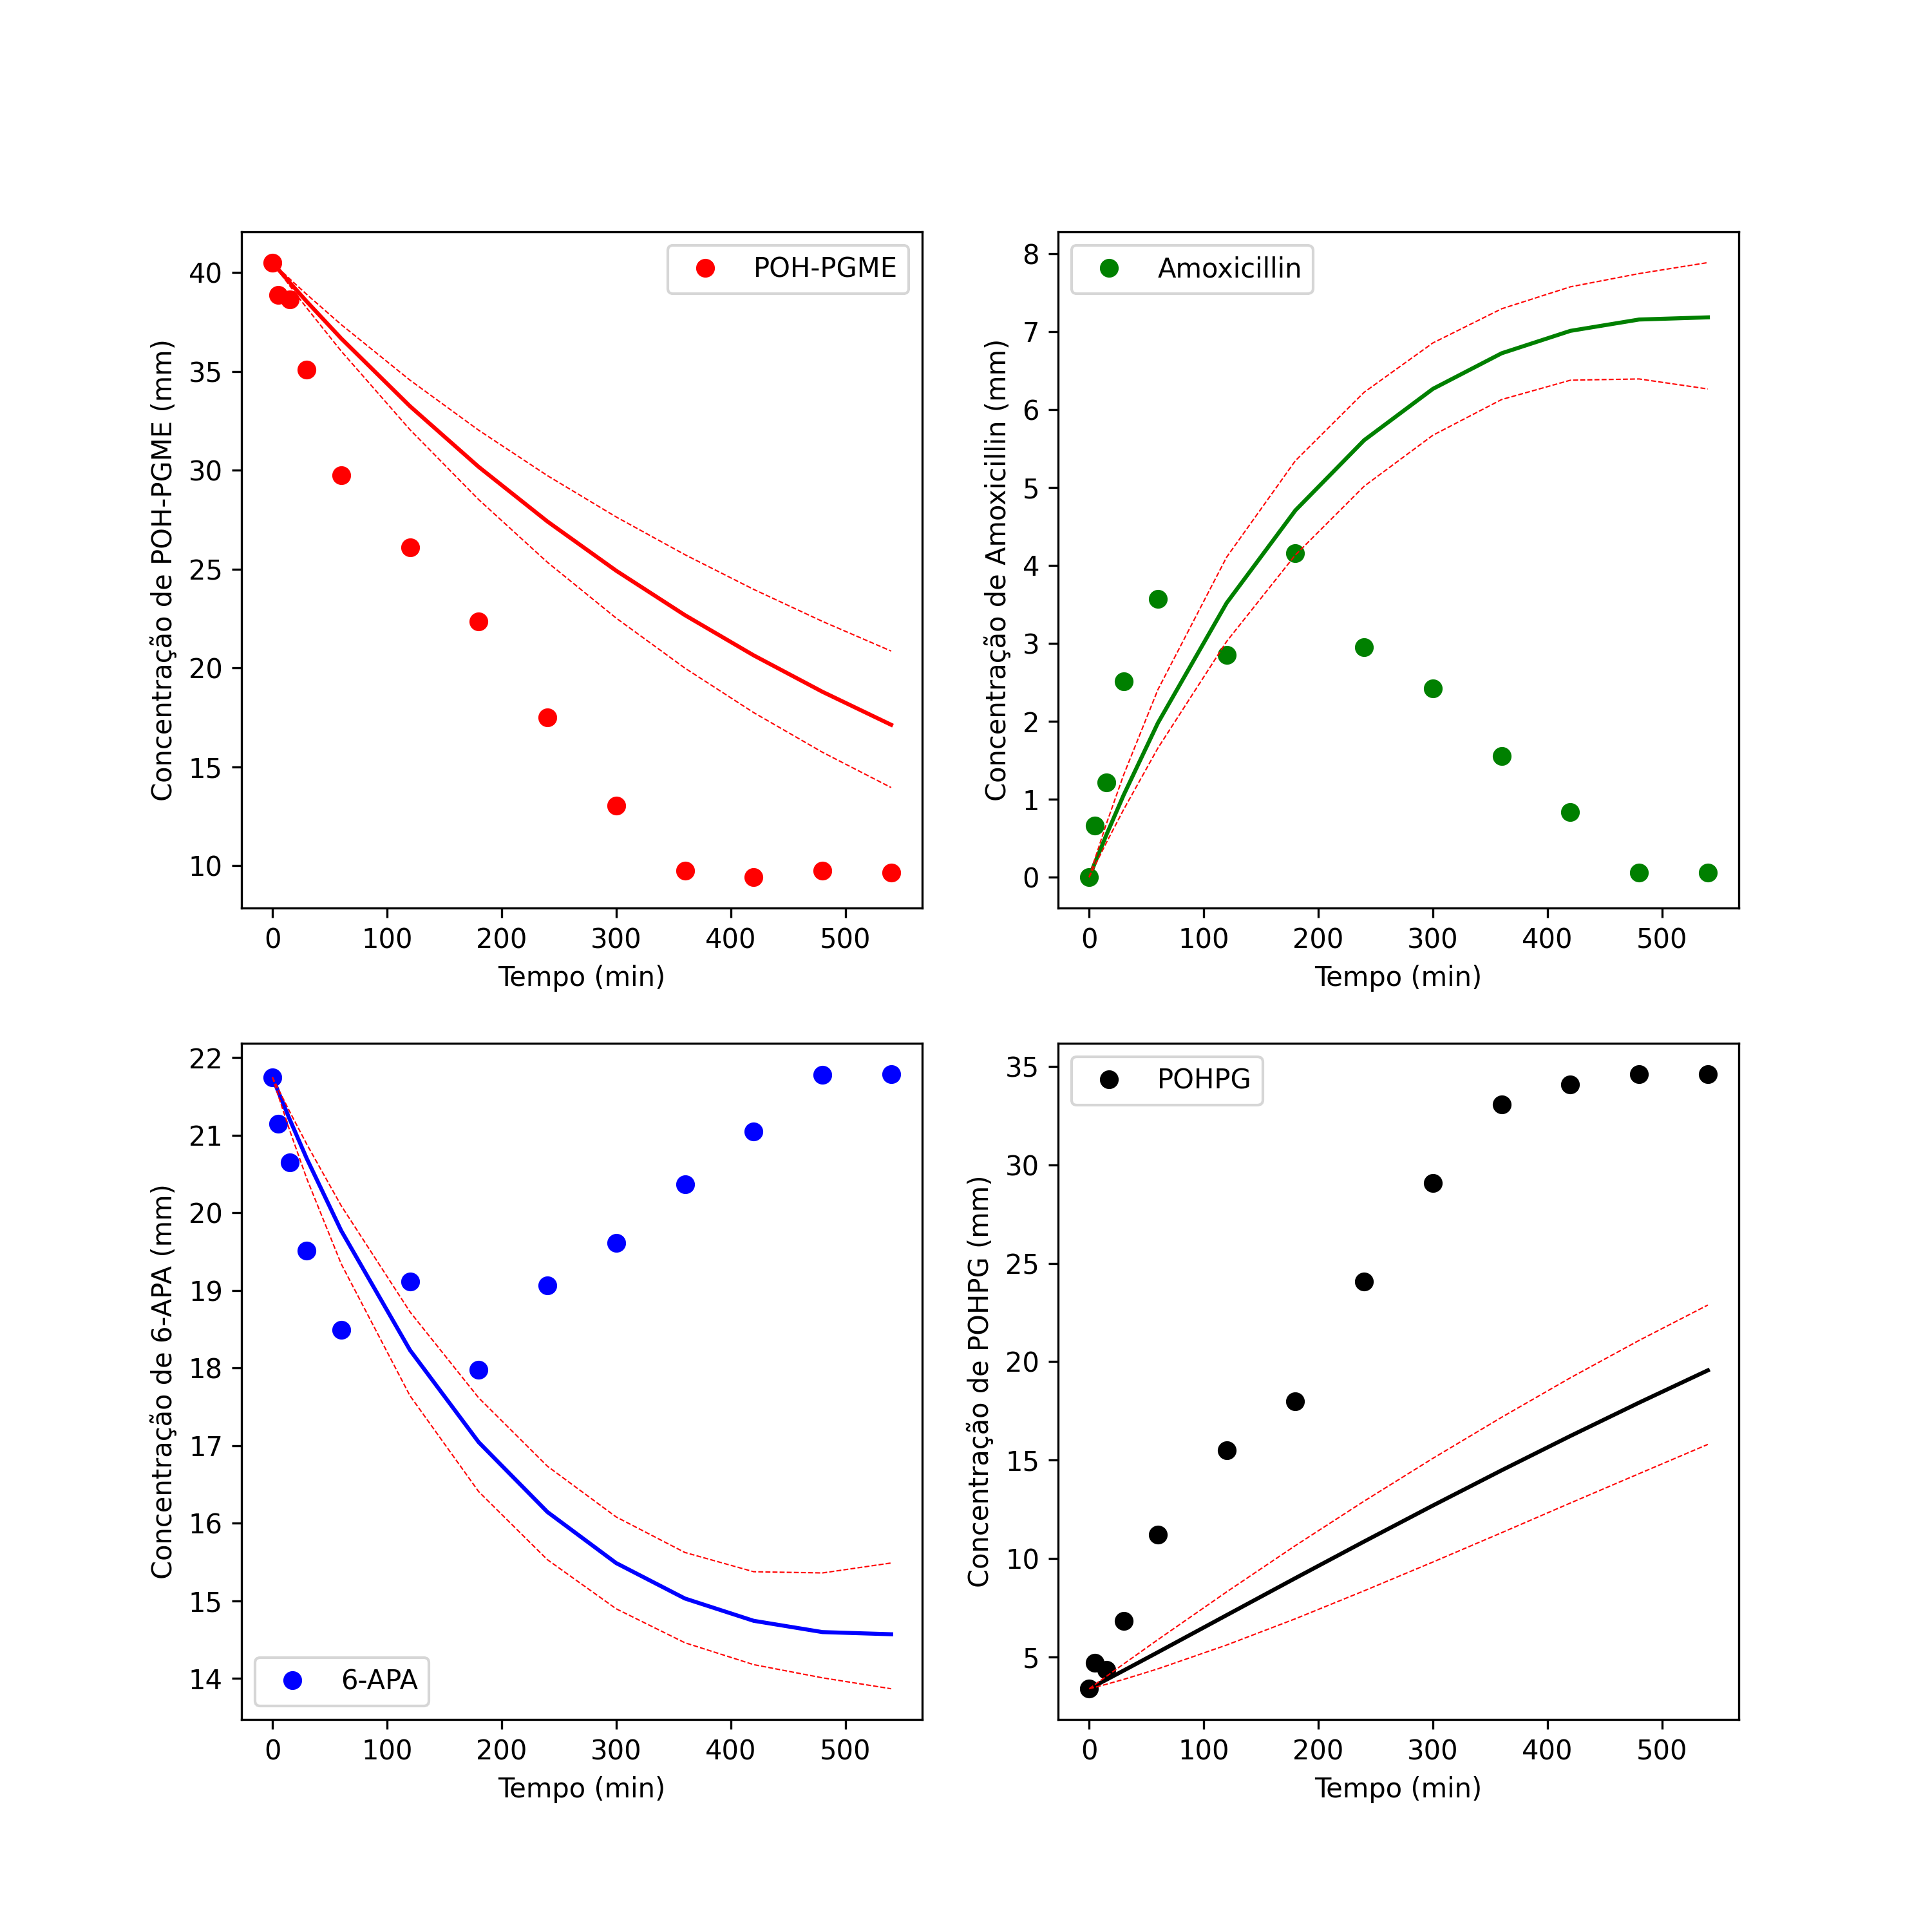 POH-PGME
40
35
30
25
20
15
10
Concentração de POH-PGME (mm)
0 100 200 300 400 500
Tempo (min)
Amoxicillin
8
7
6
5
4
3
2
1
0
Concentração de Amoxicillin (mm)
0 100 200 300 400 500
Tempo (min)
22
21
20
19
18
17
16
15
14
Concentração de 6-APA (mm)
6-APA
0 100 200 300 400 500
Tempo (min)
POHPG
35
30
25
20
15
10
5
Concentração de POHPG (mm)
0 100 200 300 400 500
Tempo (min)